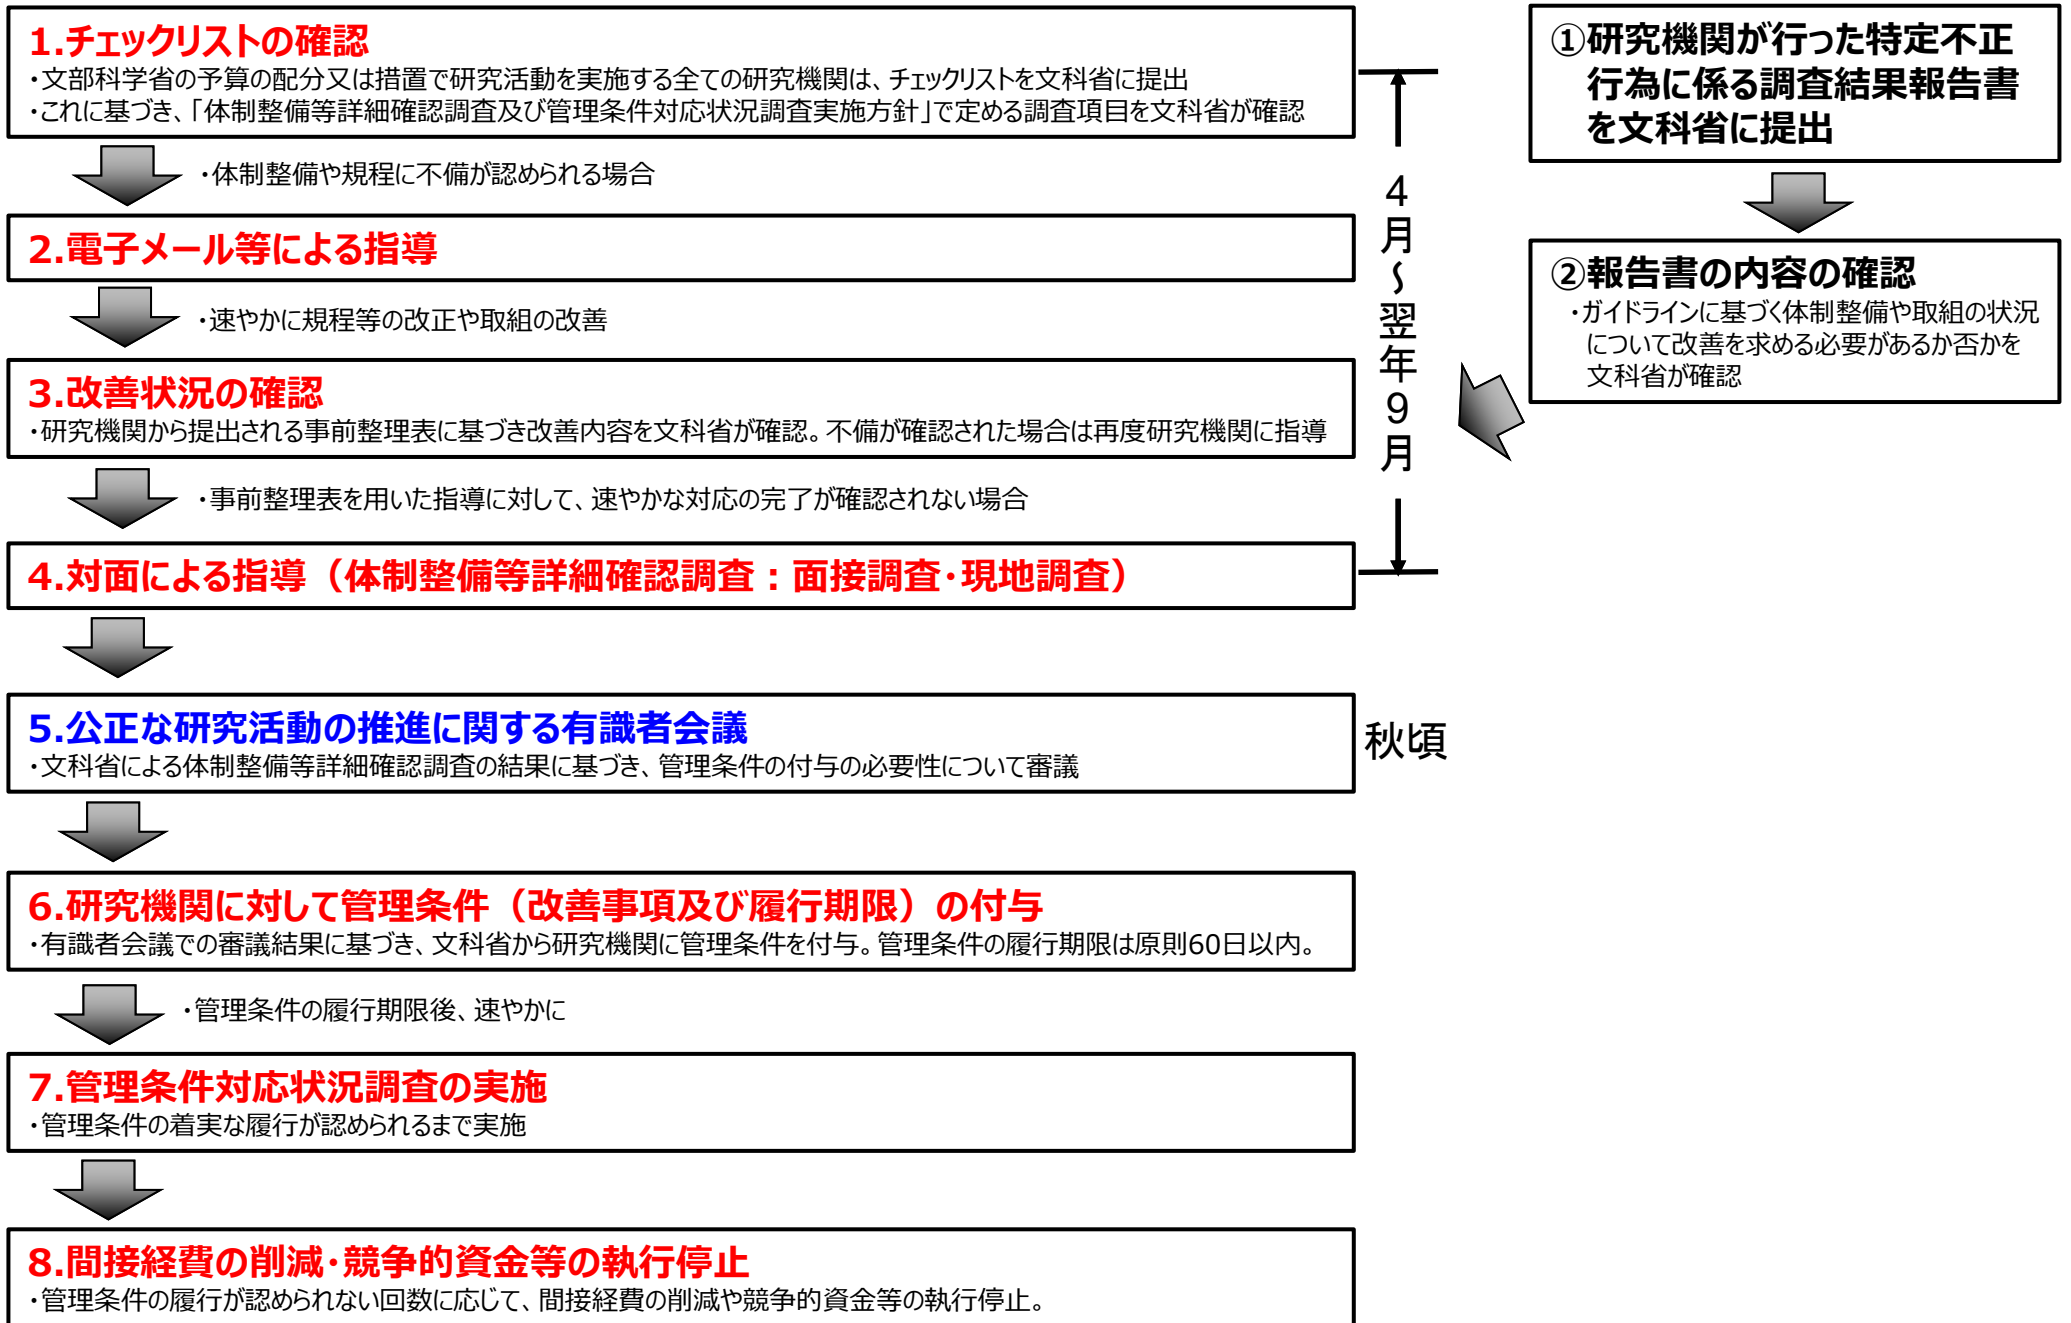 1.チェックリストの確認
・文部科学省の予算の配分又は措置で研究活動を実施する全ての研究機関は、チェックリストを文科省に提出
・これに基づき、「体制整備等詳細確認調査及び管理条件対応状況調査実施方針」で定める調査項目を文科省が確認
・体制整備や規程に不備が認められる場合
2.電子メール等による指導
・速やかに規程等の改正や取組の改善
3.改善状況の確認
・研究機関から提出される事前整理表に基づき改善内容を文科省が確認。不備が確認された場合は再度研究機関に指導
・事前整理表を用いた指導に対して、速やかな対応の完了が確認されない場合
4.対面による指導（体制整備等詳細確認調査：面接調査・現地調査）
4月～翌年9月
①研究機関が行った特定不正
行為に係る調査結果報告書
を文科省に提出
②報告書の内容の確認
・ガイドラインに基づく体制整備や取組の状況
について改善を求める必要があるか否かを
文科省が確認
5.公正な研究活動の推進に関する有識者会議
・文科省による体制整備等詳細確認調査の結果に基づき、管理条件の付与の必要性について審議
秋頃
6.研究機関に対して管理条件（改善事項及び履行期限）の付与
・有識者会議での審議結果に基づき、文科省から研究機関に管理条件を付与。管理条件の履行期限は原則60日以内。
・管理条件の履行期限後、速やかに
7.管理条件対応状況調査の実施
・管理条件の着実な履行が認められるまで実施
8.間接経費の削減・競争的資金等の執行停止
・管理条件の履行が認められない回数に応じて、間接経費の削減や競争的資金等の執行停止。